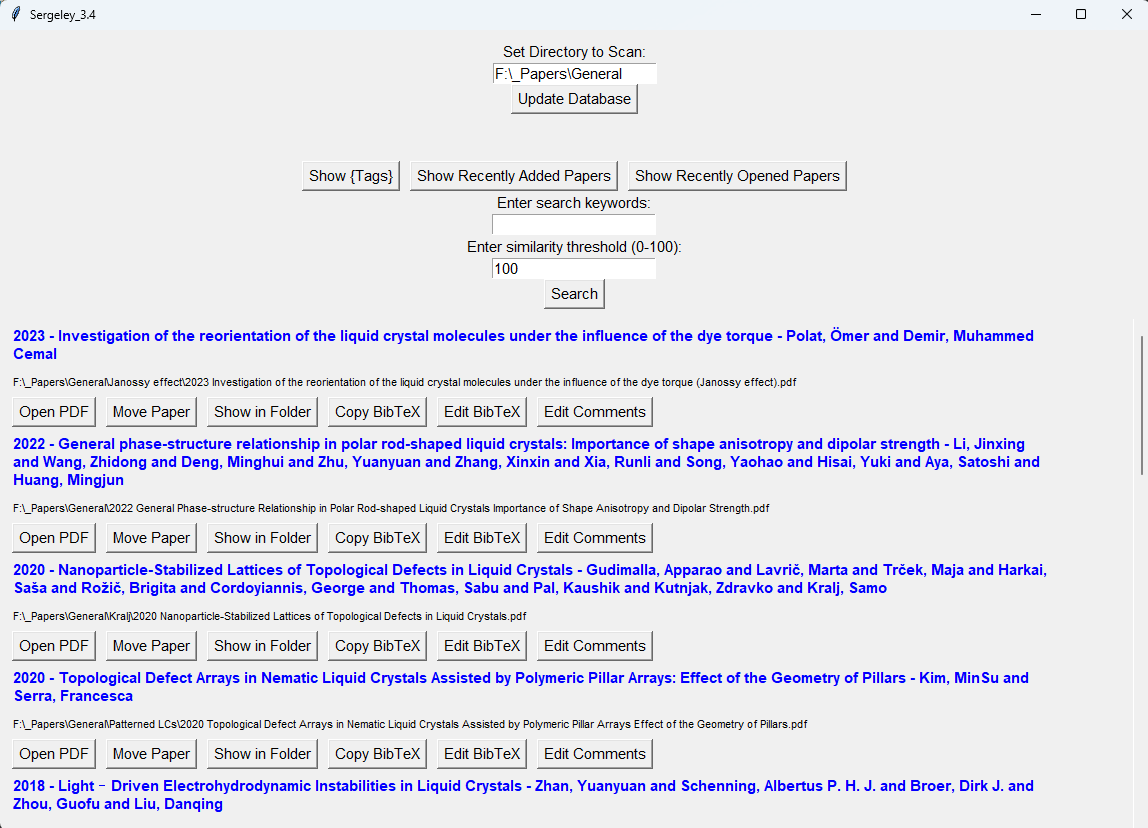 Sergeley_3.4
Set Directory to Scan:
F:\_Papers\General
Update Database
Show {Tags} Show Recently Added Papers Show Recently Opened Papers
Enter search keywords:
Enter similarity threshold (0-100):
100
Search
2023 - Investigation of the reorientation of the liquid crystal molecules under the influence of the dye torque - Polat, Ömer and Demir, Muhammed
Cemal
F:\_Papers\General\Janossy effect\2023 Investigation of the reorientation of the liquid crystal molecules under the influence of the dye torque (Janossy effect).pdf
Open PDF Move Paper Show in Folder Copy BibTeX Edit BibTeX Edit Comments
2022 - General phase-structure relationship in polar rod-shaped liquid crystals: Importance of shape anisotropy and dipolar strength - Li, Jinxing
and Wang, Zhidong and Deng, Minghui and Zhu, Yuanyuan and Zhang, Xinxin and Xia, Runli and Song, Yaohao and Hisai, Yuki and Aya, Satoshi and
Huang, Mingjun
F:\_Papers\General\2022 General Phase-structure Relationship in Polar Rod-shaped Liquid Crystals Importance of Shape Anisotropy and Dipolar Strength.pdf
Open PDF Move Paper Show in Folder Copy BibTeX Edit BibTeX Edit Comments
2020 - Nanoparticle-Stabilized Lattices of Topological Defects in Liquid Crystals - Gudimalla, Apparao and Lavrič, Marta and Trček, Maja and Harkai,
Saša and Rožič, Brigita and Cordoyiannis, George and Thomas, Sabu and Pal, Kaushik and Kutnjak, Zdravko and Kralj, Samo
F:\_Papers\General\Kralj\2020 Nanoparticle-Stabilized Lattices of Topological Defects in Liquid Crystals.pdf
Open PDF Move Paper Show in Folder Copy BibTeX Edit BibTeX Edit Comments
2020 - Topological Defect Arrays in Nematic Liquid Crystals Assisted by Polymeric Pillar Arrays: Effect of the Geometry of Pillars - Kim, MinSu and
Serra, Francesca
F:\_Papers\General\Patterned LCs\2020 Topological Defect Arrays in Nematic Liquid Crystals Assisted by Polymeric Pillar Arrays Effect of the Geometry of Pillars.pdf
Open PDF Move Paper Show in Folder Copy BibTeX Edit BibTeX Edit Comments
2018 - Light‐Driven Electrohydrodynamic Instabilities in Liquid Crystals - Zhan, Yuanyuan and Schenning, Albertus P. H. J. and Broer, Dirk J. and
Zhou, Guofu and Liu, Danqing